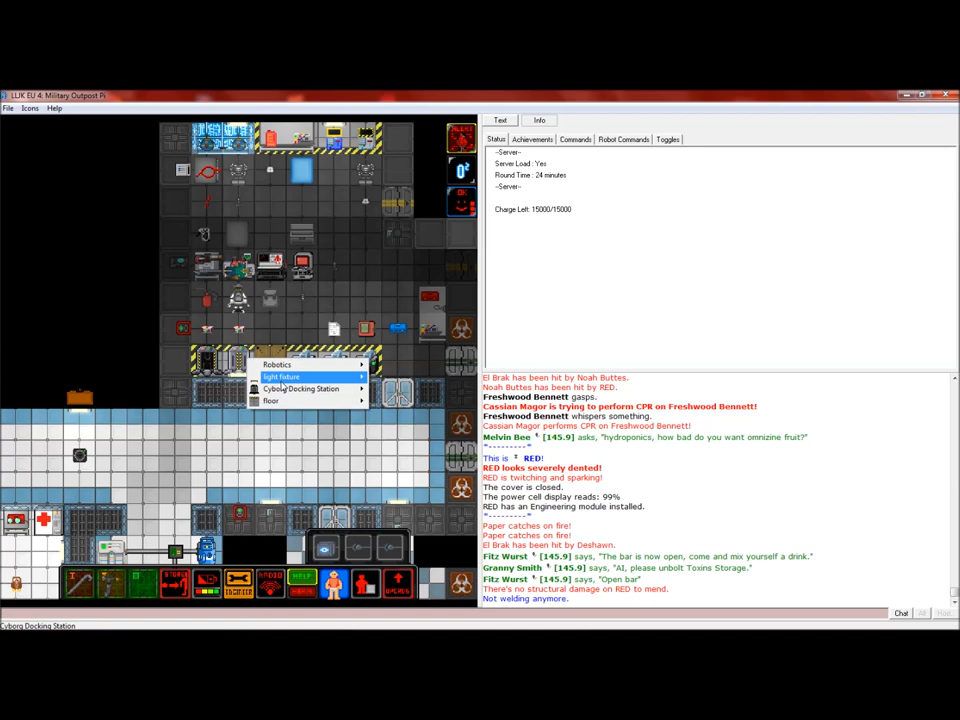 LLJK EU 4: Military Outpost Pi
File Icons Help
Text Info
Status Achievements Commands Robot Commands Toggles
--Server--
Server Load : Yes
Round Time : 24 minutes
--Server--
Charge Left: 15000/15000
Robotics
light fixture
Cyborg Docking Station
floor
El Brak has been hit by Noah Buttes.
Noah Buttes has been hit by RED.
Freshwood Bennett gasps.
Cassian Magor is trying to perform CPR on Freshwood Bennett!
Freshwood Bennett whispers something.
Cassian Magor performs CPR on Freshwood Bennett!
Melvin Bee [145.9] asks, "hydroponics, how bad do you want omnizine fruit?"
*---------*
This is RED!
RED looks severely dented!
RED is twitching and sparking!
The cover is closed.
The power cell display reads: 99%
RED has an Engineering module installed.
*---------*
Paper catches on fire!
Paper catches on fire!
El Brak has been hit by Deshawn.
Fitz Wurst [145.9] says, "The bar is now open, come and mix yourself a drink."
Granny Smith [145.9] says, "AI, please unbolt Toxins Storage."
Fitz Wurst [145.9] says, "Open bar"
There's no structural damage on RED to mend.
Not welding anymore.
STORE
RADIO
HELP
HARM
Chat
Cyborg Docking Station